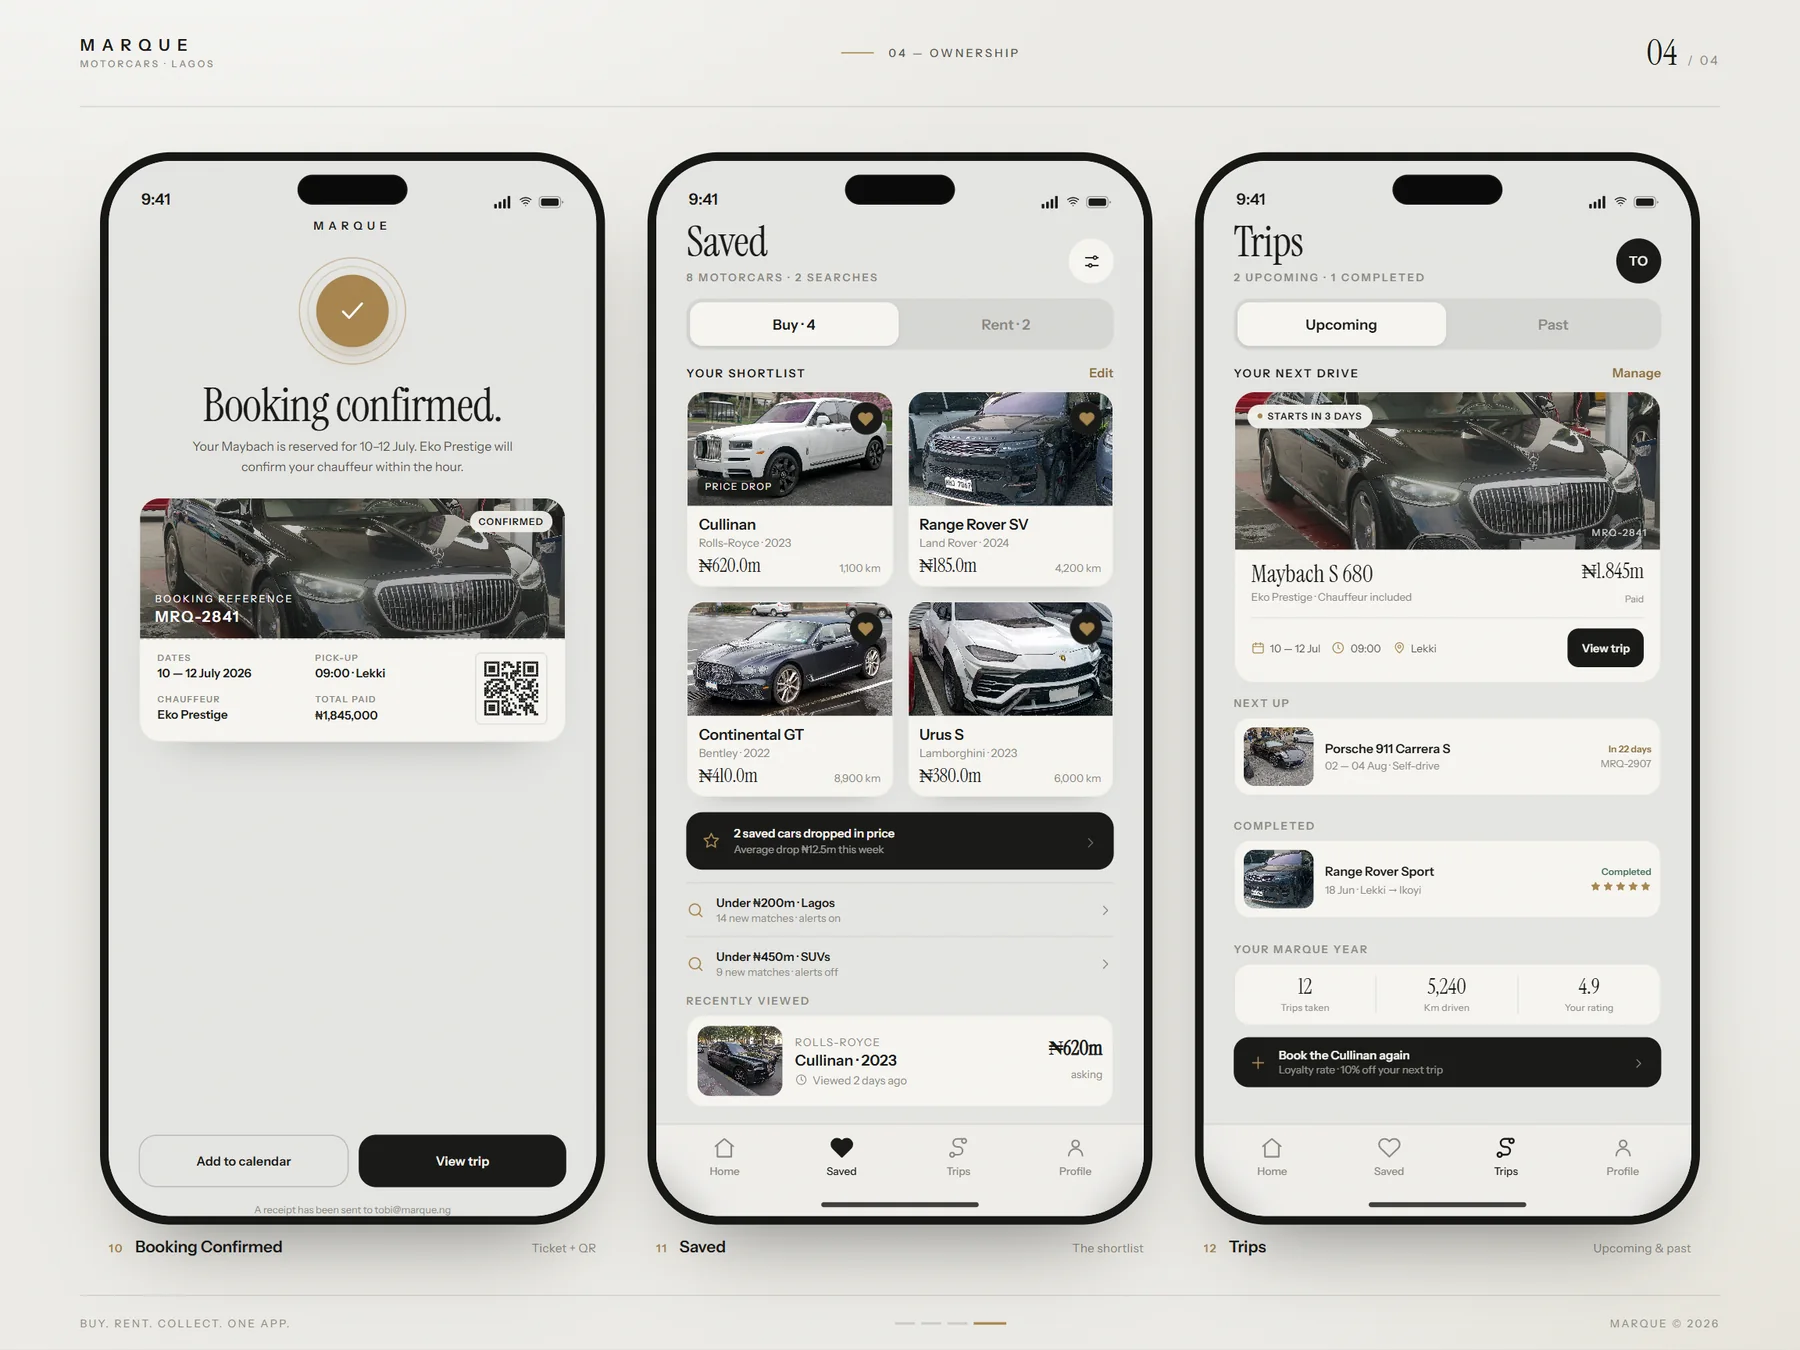 MARQUE
MOTORCARS · LAGOS
04 — OWNERSHIP
04 / 04
9:41
MARQUE
Booking confirmed.
Your Maybach is reserved for 10–12 July. Eko Prestige will
confirm your chauffeur within the hour.
CONFIRMED
BOOKING REFERENCE
MRQ-2841
DATES
10 — 12 July 2026
PICK-UP
09:00 · Lekki
CHAUFFEUR
Eko Prestige
TOTAL PAID
₦1,845,000
Add to calendar
View trip
A receipt has been sent to tobi@marque.ng
10 Booking Confirmed
Ticket + QR
9:41
Saved
8 MOTORCARS · 2 SEARCHES
Buy · 4
Rent · 2
YOUR SHORTLIST
Edit
PRICE DROP
Cullinan
Rolls-Royce · 2023
₦620.0m
1,100 km
Range Rover SV
Land Rover · 2024
₦185.0m
4,200 km
Continental GT
Bentley · 2022
₦410.0m
8,900 km
Urus S
Lamborghini · 2023
₦380.0m
6,000 km
2 saved cars dropped in price
Average drop ₦12.5m this week
Under ₦200m · Lagos
14 new matches · alerts on
Under ₦450m · SUVs
9 new matches · alerts off
RECENTLY VIEWED
ROLLS-ROYCE
Cullinan · 2023
Viewed 2 days ago
₦620m
asking
Home
Saved
Trips
Profile
11 Saved
The shortlist
9:41
Trips
2 UPCOMING · 1 COMPLETED
TO
Upcoming
Past
YOUR NEXT DRIVE
Manage
STARTS IN 3 DAYS
MRQ-2841
Maybach S 680
Eko Prestige · Chauffeur included
₦1.845m
Paid
10 — 12 Jul
09:00
Lekki
View trip
NEXT UP
Porsche 911 Carrera S
02 — 04 Aug · Self-drive
In 22 days
MRQ-2907
COMPLETED
Range Rover Sport
18 Jun · Lekki → Ikoyi
Completed
YOUR MARQUE YEAR
12
Trips taken
5,240
Km driven
4.9
Your rating
Book the Cullinan again
Loyalty rate · 10% off your next trip
Home
Saved
Trips
Profile
12 Trips
Upcoming & past
BUY. RENT. COLLECT. ONE APP.
MARQUE © 2026